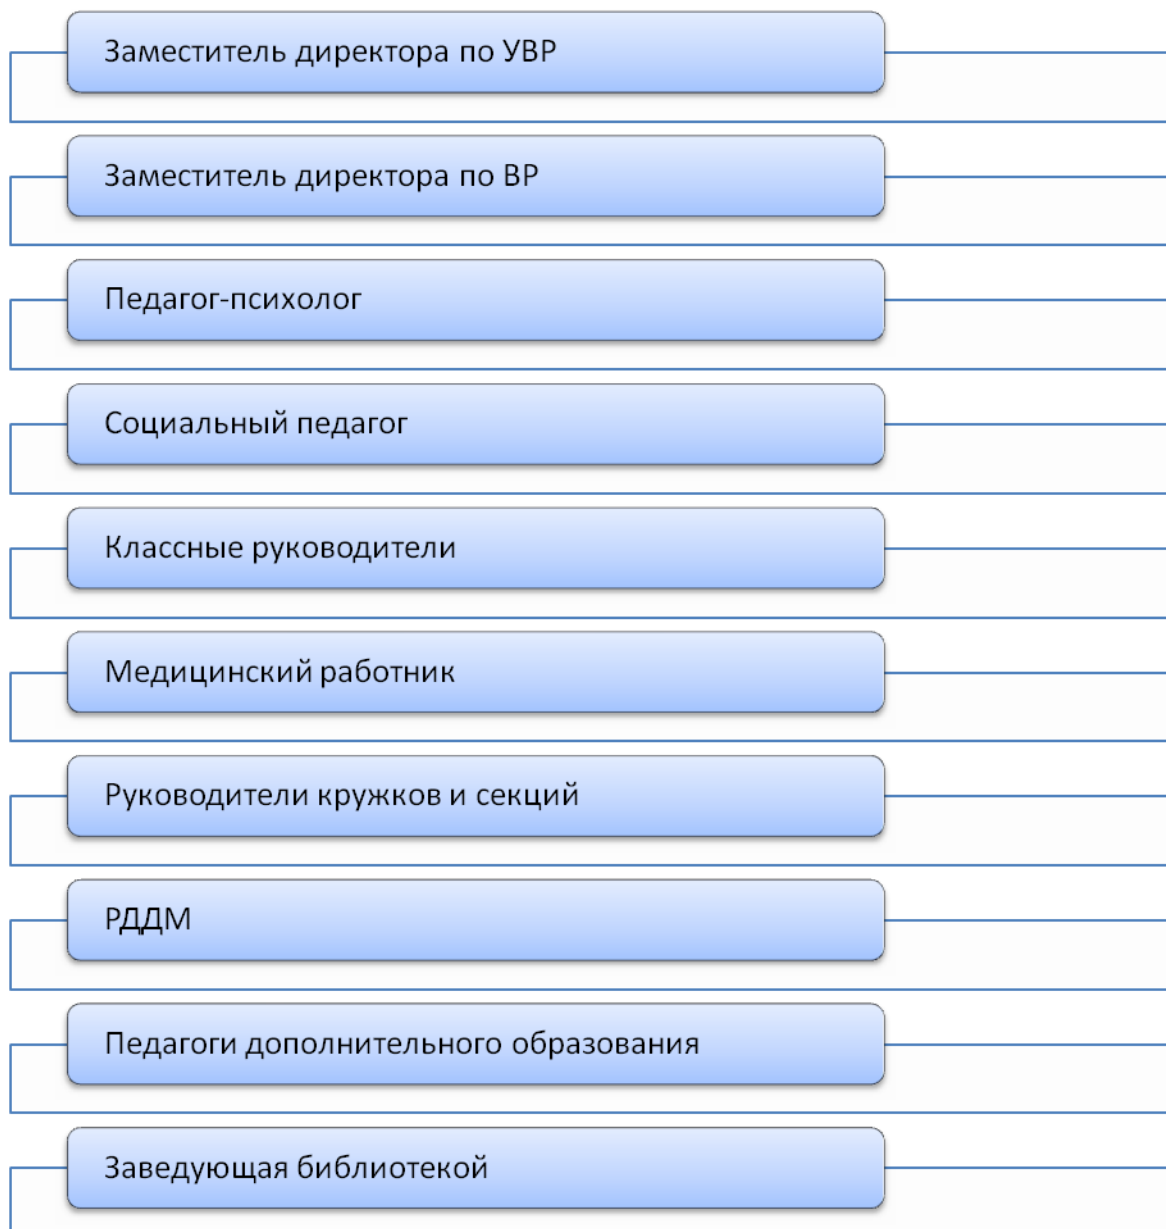 Заместитель директора по УВР
Заместитель директора по ВР
Педагог-психолог
Социальный педагог
Классные руководители
Медицинский работник
Руководители кружков и секций
РДДМ
Педагоги дополнительного образования
Заведующая библиотекой